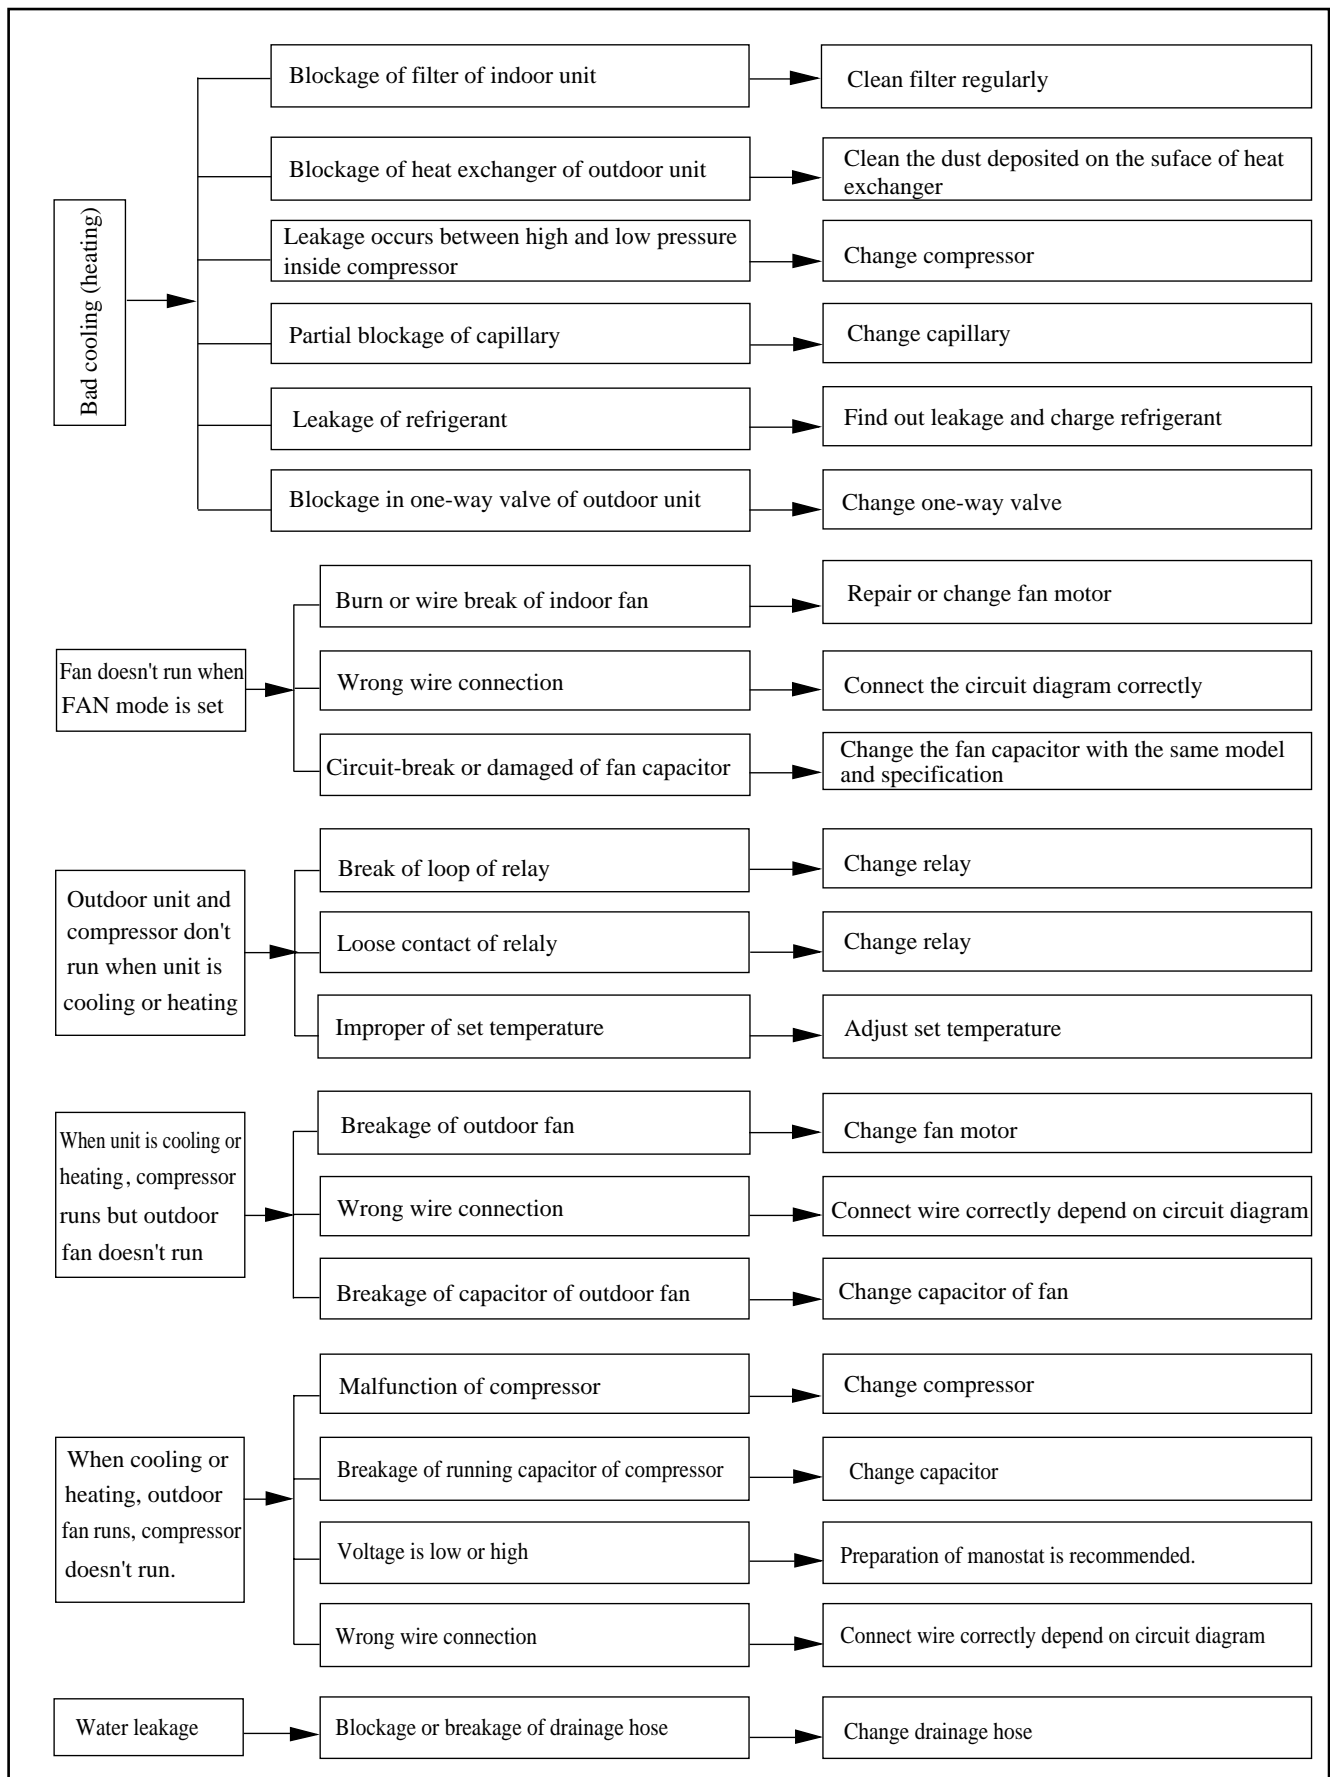 Bad cooling (heating)
Blockage of filter of indoor unit
Clean filter regularly
Blockage of heat exchanger of outdoor unit
Clean the dust deposited on the suface of heat
exchanger
Leakage occurs between high and low pressure
inside compressor
Change compressor
Partial blockage of capillary
Change capillary
Leakage of refrigerant
Find out leakage and charge refrigerant
Blockage in one-way valve of outdoor unit
Change one-way valve
Fan doesn't run when
FAN mode is set
Burn or wire break of indoor fan
Repair or change fan motor
Wrong wire connection
Connect the circuit diagram correctly
Circuit-break or damaged of fan capacitor
Change the fan capacitor with the same model
and specification
Outdoor unit and
compressor don't
run when unit is
cooling or heating
Break of loop of relay
Change relay
Loose contact of relaly
Change relay
Improper of set temperature
Adjust set temperature
When unit is cooling or
heating, compressor
runs but outdoor
fan doesn't run
Breakage of outdoor fan
Change fan motor
Wrong wire connection
Connect wire correctly depend on circuit diagram
Breakage of capacitor of outdoor fan
Change capacitor of fan
When cooling or
heating, outdoor
fan runs, compressor
doesn't run.
Malfunction of compressor
Change compressor
Breakage of running capacitor of compressor
Change capacitor
Voltage is low or high
Preparation of manostat is recommended.
Wrong wire connection
Connect wire correctly depend on circuit diagram
Water leakage
Blockage or breakage of drainage hose
Change drainage hose